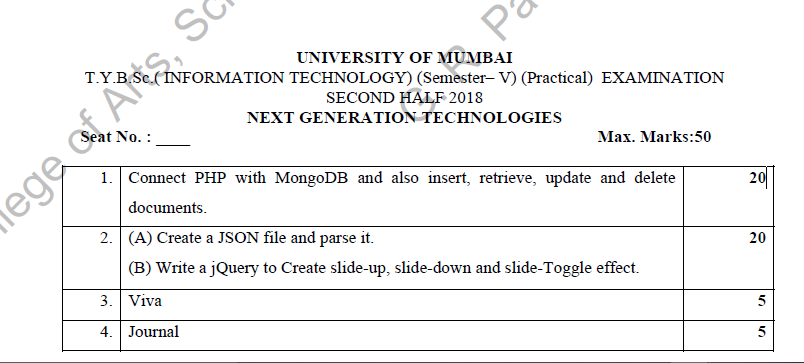 College of Arts, Sci
G. R. Pa
UNIVERSITY OF MUMBAI
T.Y.B.Sc.( INFORMATION TECHNOLOGY) (Semester– V) (Practical) EXAMINATION
SECOND HALF 2018
NEXT GENERATION TECHNOLOGIES
Seat No. : ____ Max. Marks:50
1. Connect PHP with MongoDB and also insert, retrieve, update and delete 20
documents.
2. (A) Create a JSON file and parse it. 20
(B) Write a jQuery to Create slide-up, slide-down and slide-Toggle effect.
3. Viva 5
4. Journal 5